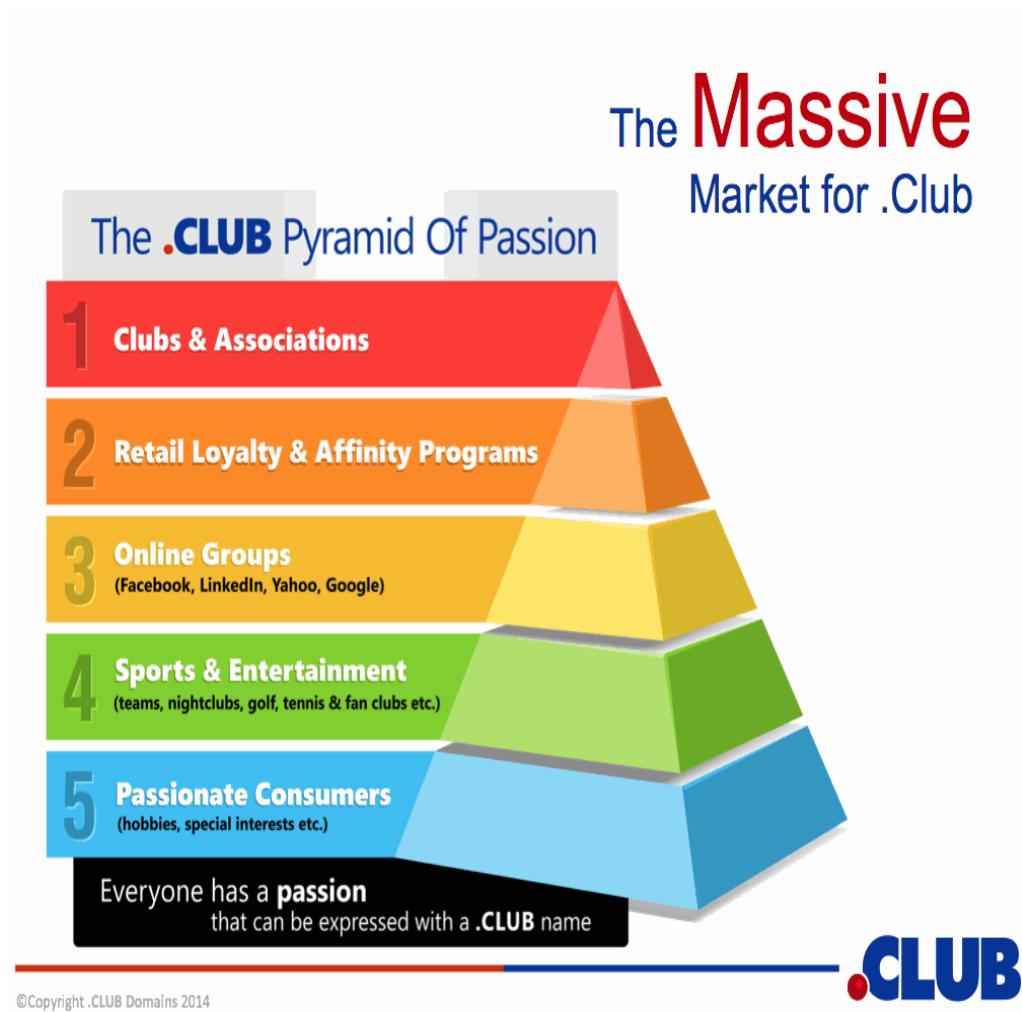 The Massive
Market for .Club
The .CLUB Pyramid Of Passion
1 Clubs & Associations
2 Retail Loyalty & Affinity Programs
3 Online Groups
(Facebook, LinkedIn, Yahoo, Google)
4 Sports & Entertainment
(teams, nightclubs, golf, tennis & fan clubs etc.)
5 Passionate Consumers
(hobbies, special interests etc.)
Everyone has a passion
that can be expressed with a .CLUB name
.CLUB
©Copyright .CLUB Domains 2014